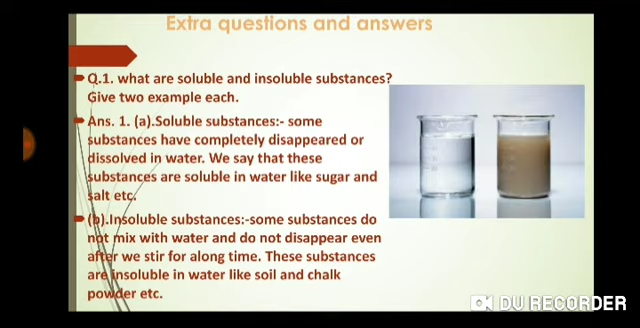 Extra questions and answers
Q.1. what are soluble and insoluble substances?
Give two example each.
Ans. 1. (a).Soluble substances:- some
substances have completely disappeared or
dissolved in water. We say that these
substances are soluble in water like sugar and
salt etc.
(b).Insoluble substances:-some substances do
not mix with water and do not disappear even
after we stir for along time. These substances
are insoluble in water like soil and chalk
powder etc.
DU RECORDER